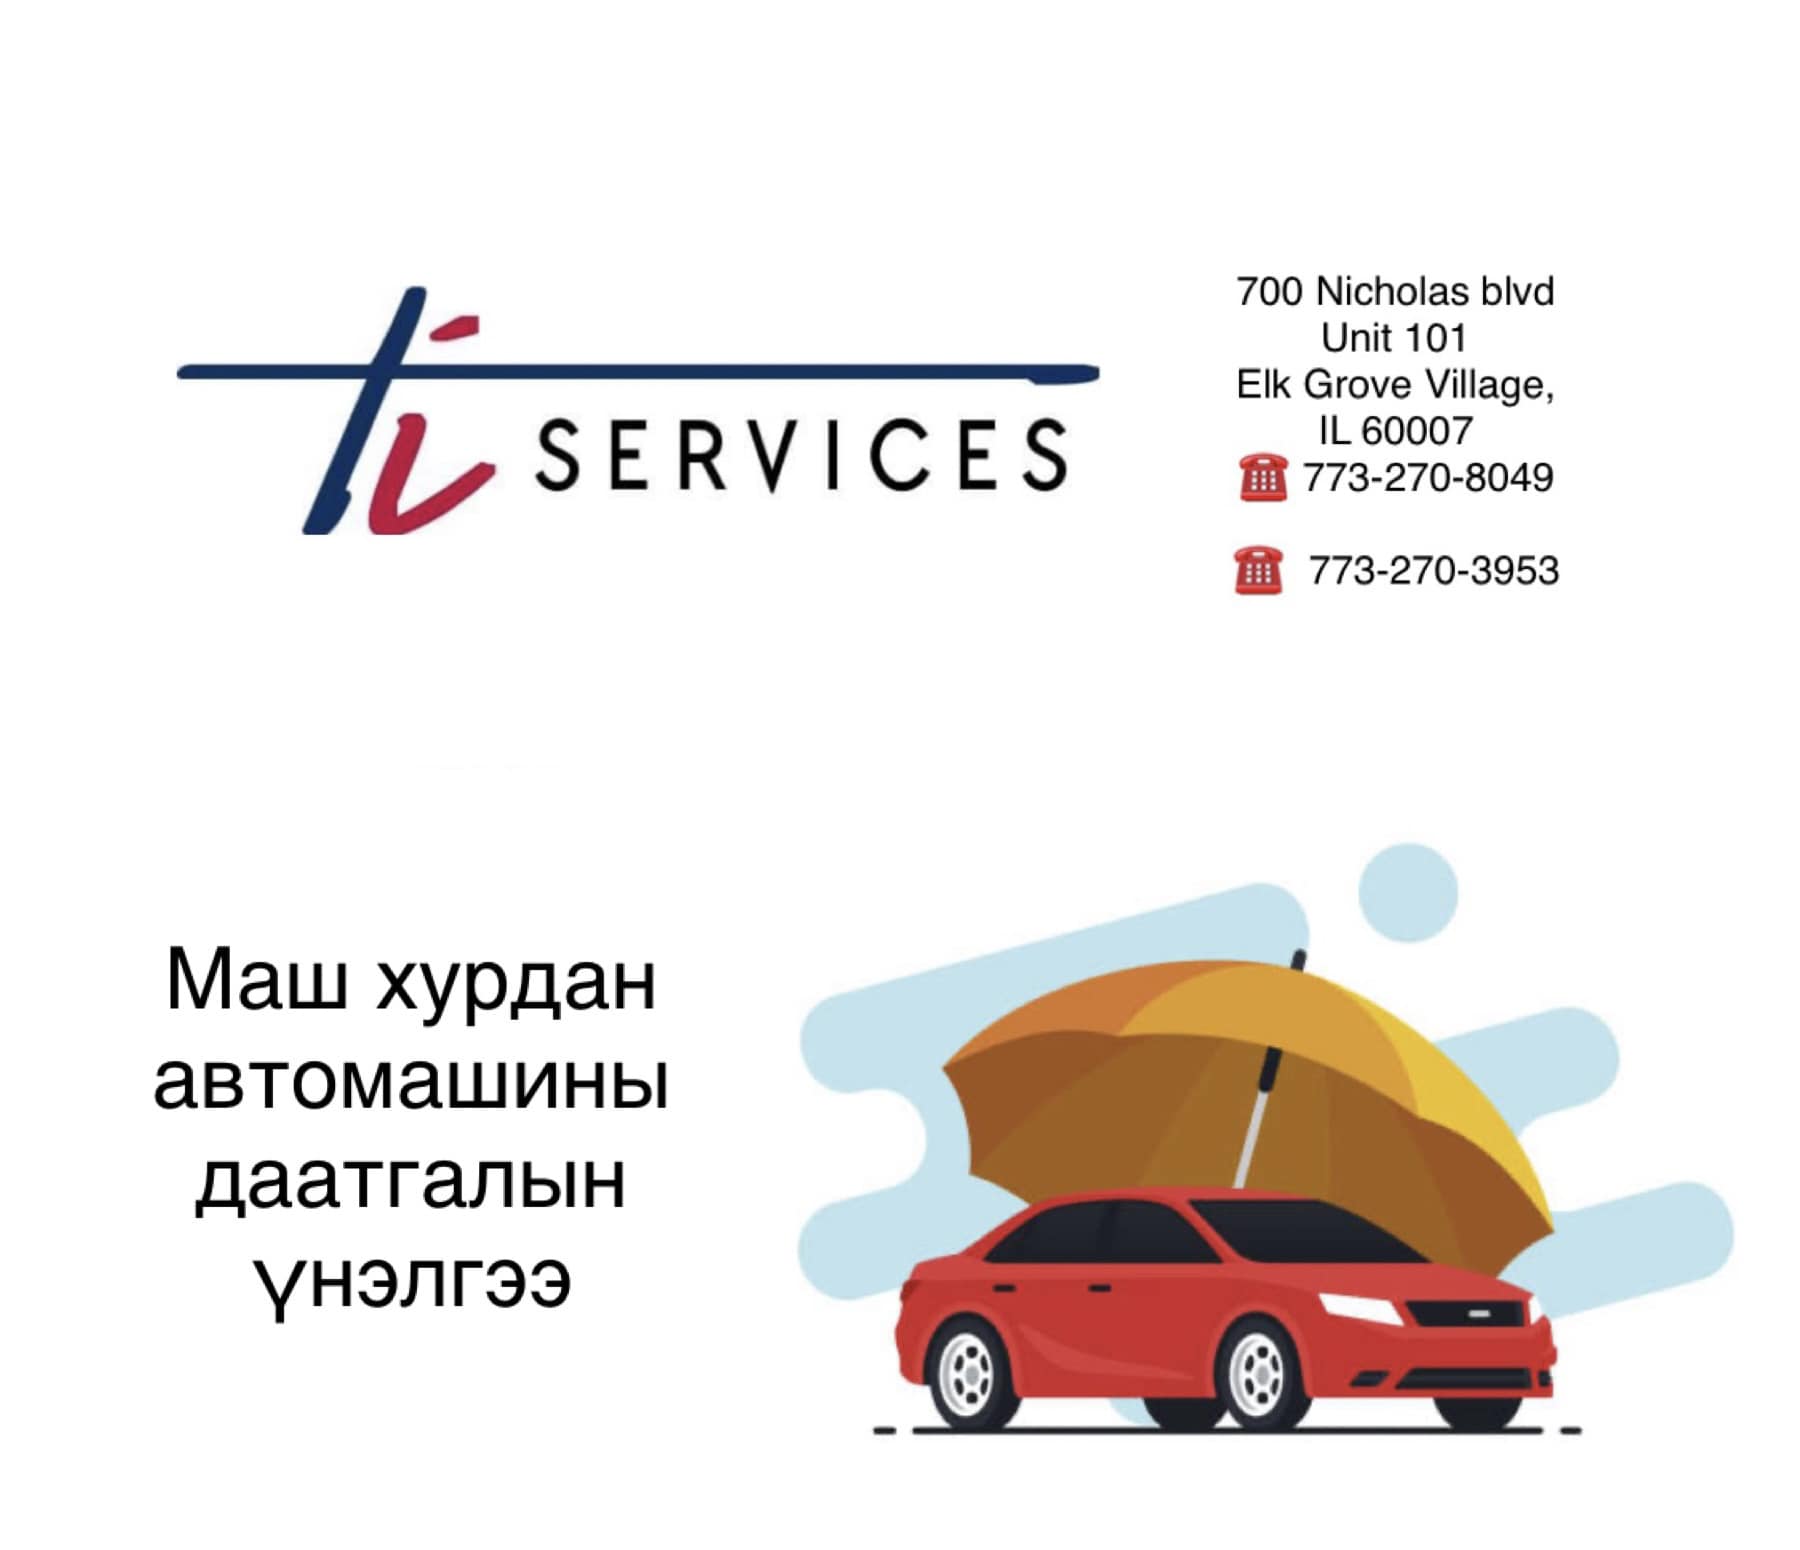 ti SERVICES
700 Nicholas blvd
Unit 101
Elk Grove Village,
IL 60007
773-270-8049
773-270-3953
Маш хурдан
автомашины
даатгалын
үнэлгээ